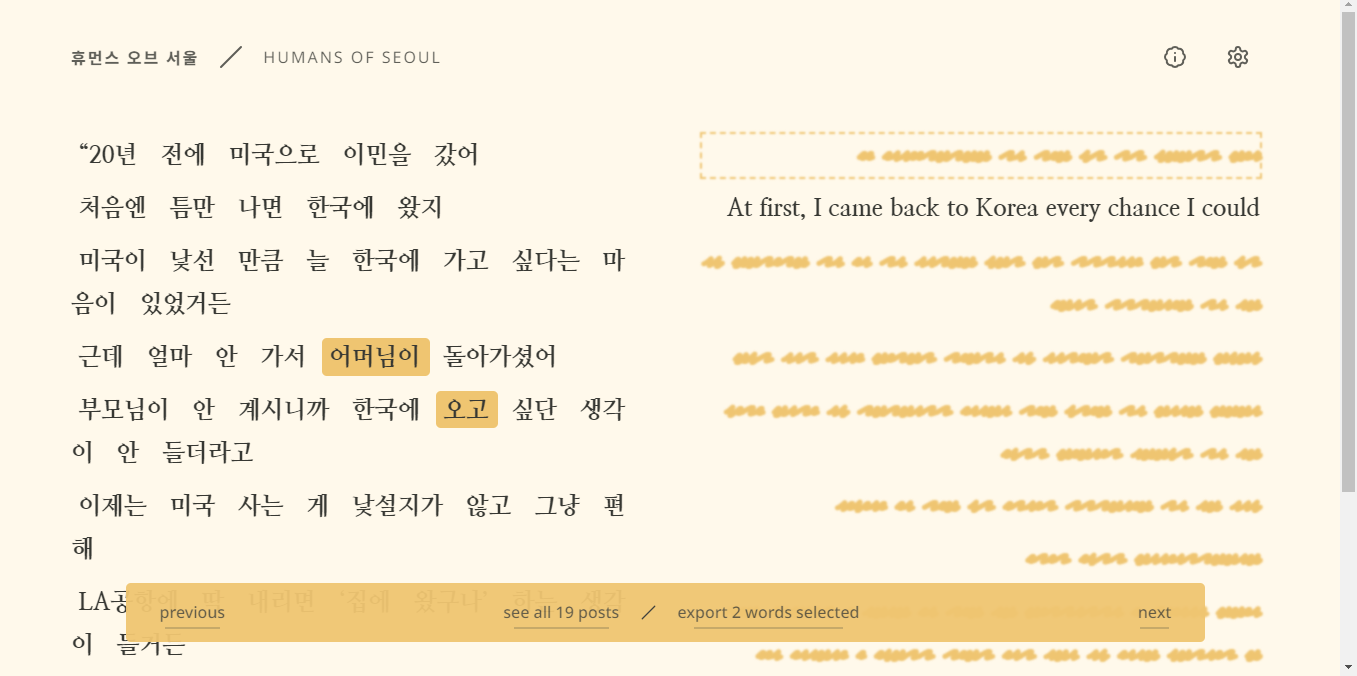 휴먼스 오브 서울 / HUMANS OF SEOUL
“20년 전에 미국으로 이민을 갔어
처음엔 틈만 나면 한국에 왔지
At first, I came back to Korea every chance I could
미국이 낯선 만큼 늘 한국에 가고 싶다는 마
음이 있었거든
근데 얼마 안 가서 어머님이 돌아가셨어
부모님이 안 계시니까 한국에 오고 싶단 생각
이 안 들더라고
이제는 미국 사는 게 낯설지가 않고 그냥 편
해
LA공항에 딱 내리면 ‘집에 왔구나’ 하는 생각
이 들거든
previous
see all 19 posts / export 2 words selected
next